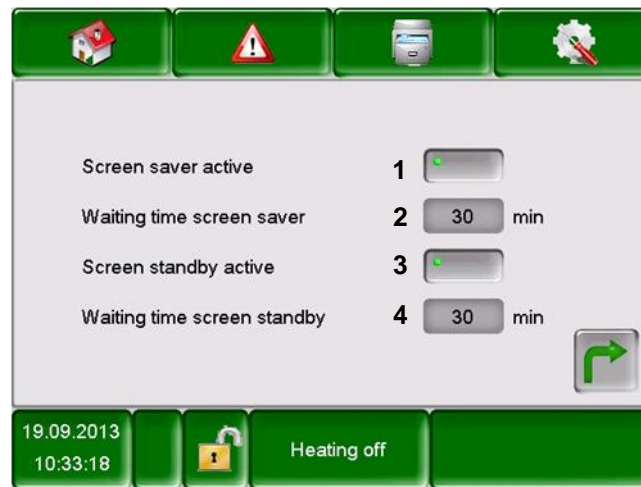 Screen saver active 1
Waiting time screen saver 2 30 min
Screen standby active 3
Waiting time screen standby 4 30 min
19.09.2013
10:33:18
Heating off